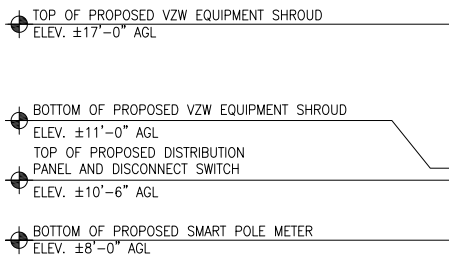 TOP OF PROPOSED VZW EQUIPMENT SHROUD
ELEV. ±17'-0" AGL
BOTTOM OF PROPOSED VZW EQUIPMENT SHROUD
ELEV. ±11'-0" AGL
TOP OF PROPOSED DISTRIBUTION
PANEL AND DISCONNECT SWITCH
ELEV. ±10'-6" AGL
BOTTOM OF PROPOSED SMART POLE METER
ELEV. ±8'-0" AGL